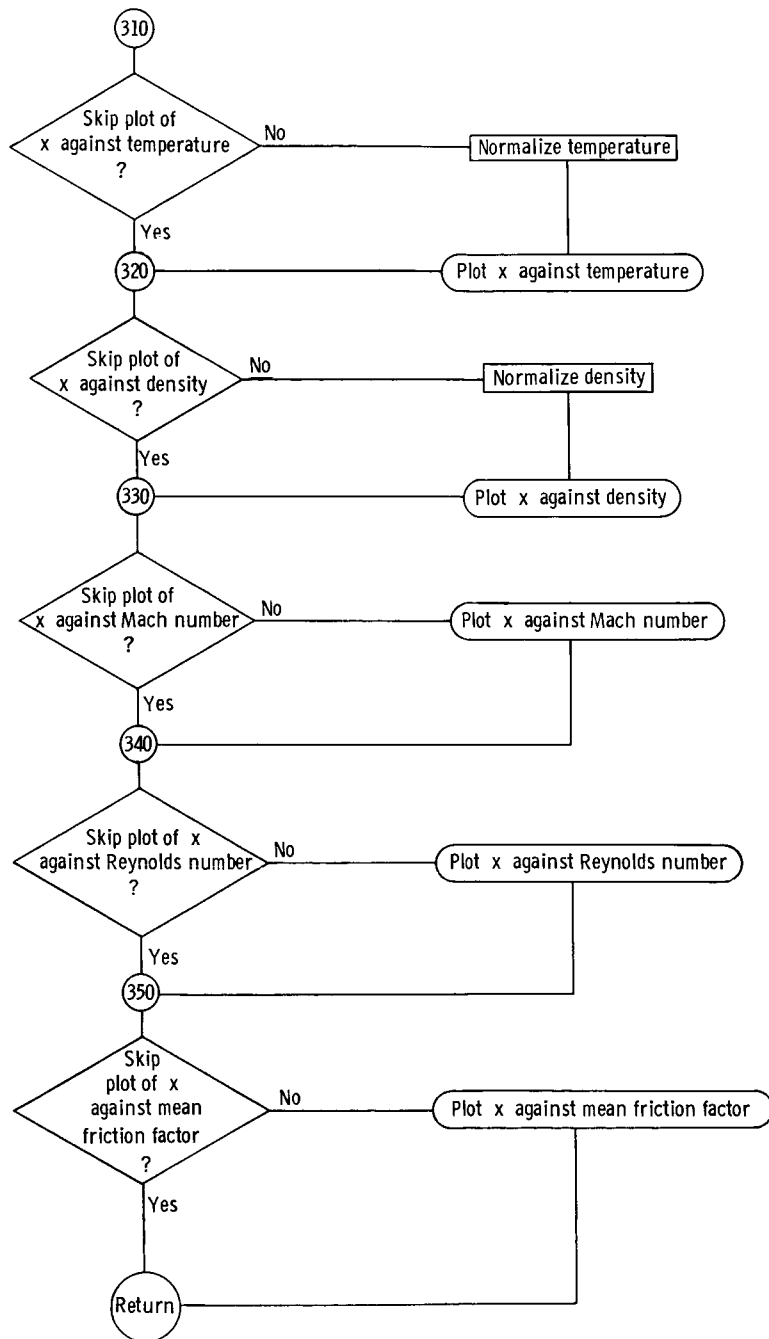 310
Skip plot of
x against temperature
?
No
Normalize temperature
Yes
320
Plot x against temperature
Skip plot of
x against density
?
No
Normalize density
Yes
330
Plot x against density
Skip plot of
x against Mach number
?
No
Plot x against Mach number
Yes
340
Skip plot of x
against Reynolds number
?
No
Plot x against Reynolds number
Yes
350
Skip
plot of x
against mean
friction factor
?
No
Plot x against mean friction factor
Yes
Return